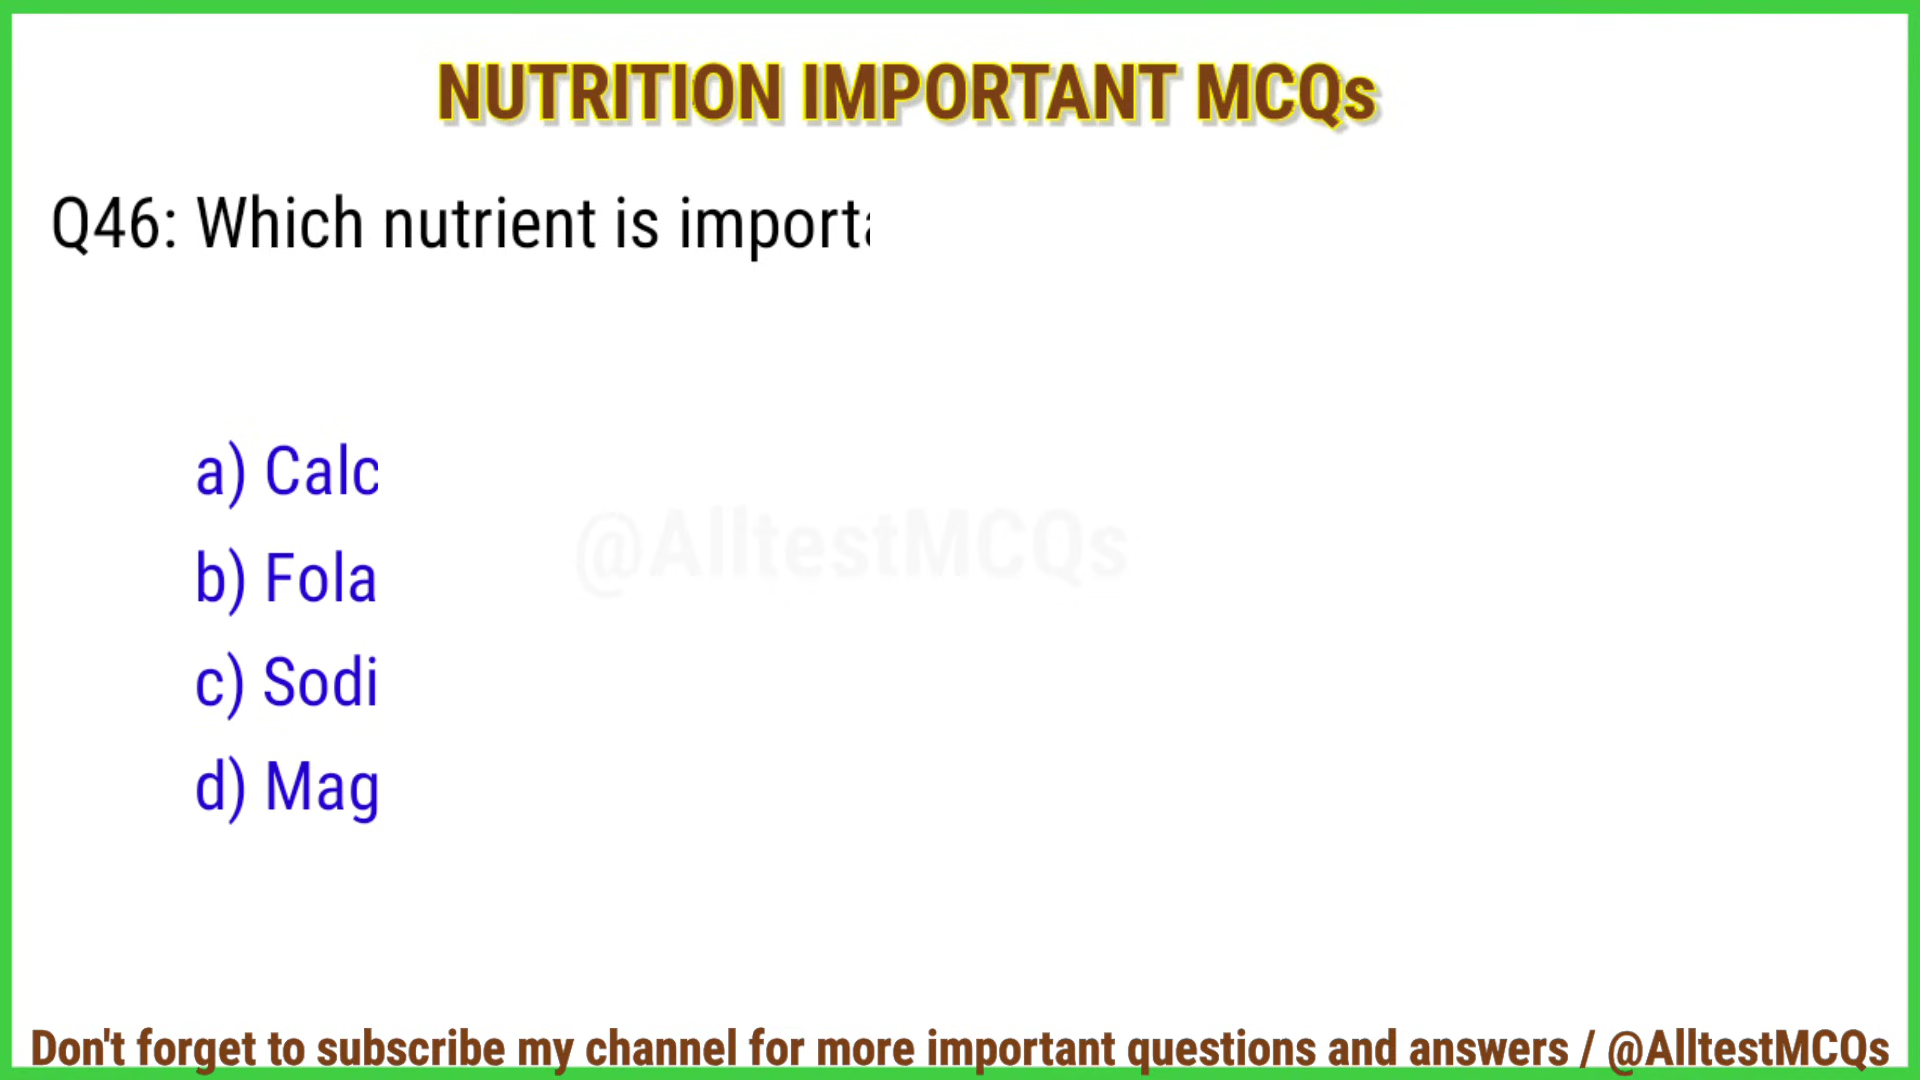 NUTRITION IMPORTANT MCQs
Q46: Which nutrient is importa
a) Calc
b) Fola
@AlltestMCQs
c) Sodi
d) Mag
Don't forget to subscribe my channel for more important questions and answers / @AlltestMCQs